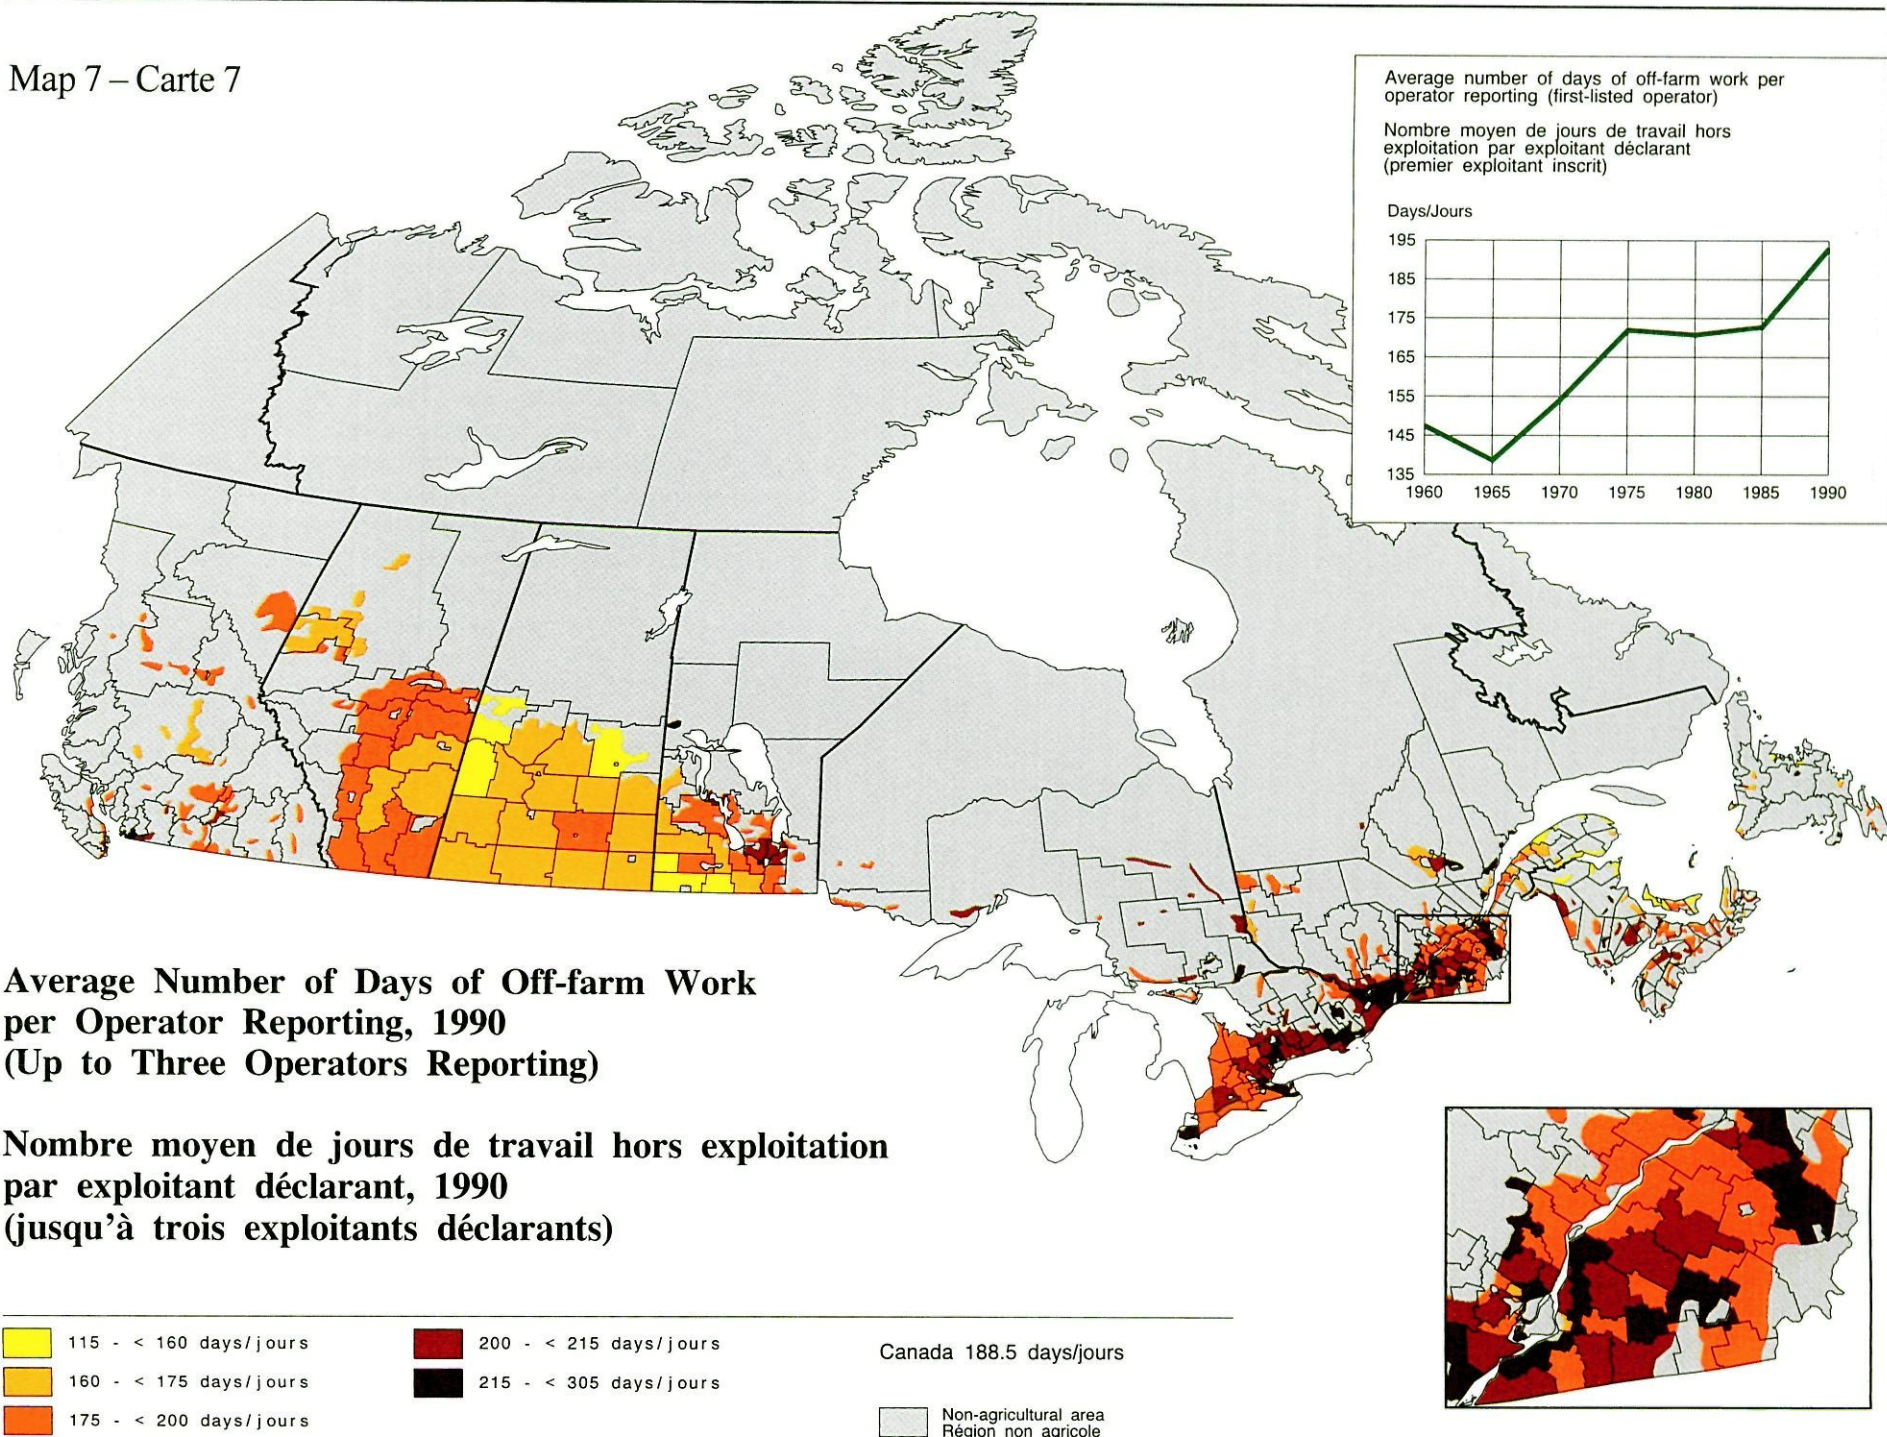 Map 7 – Carte 7
Average number of days of off-farm work per
operator reporting (first-listed operator)
Nombre moyen de jours de travail hors
exploitation par exploitant déclarant
(premier exploitant inscrit)
Days/Jours
195
185
175
165
155
145
135
1960 1965 1970 1975 1980 1985 1990
Average Number of Days of Off-farm Work
per Operator Reporting, 1990
(Up to Three Operators Reporting)
Nombre moyen de jours de travail hors exploitation
par exploitant déclarant, 1990
(jusqu'à trois exploitants déclarants)
115 - < 160 days/jours
160 - < 175 days/jours
175 - < 200 days/jours
200 - < 215 days/jours
215 - < 305 days/jours
Canada 188.5 days/jours
Non-agricultural area
Région non agricole